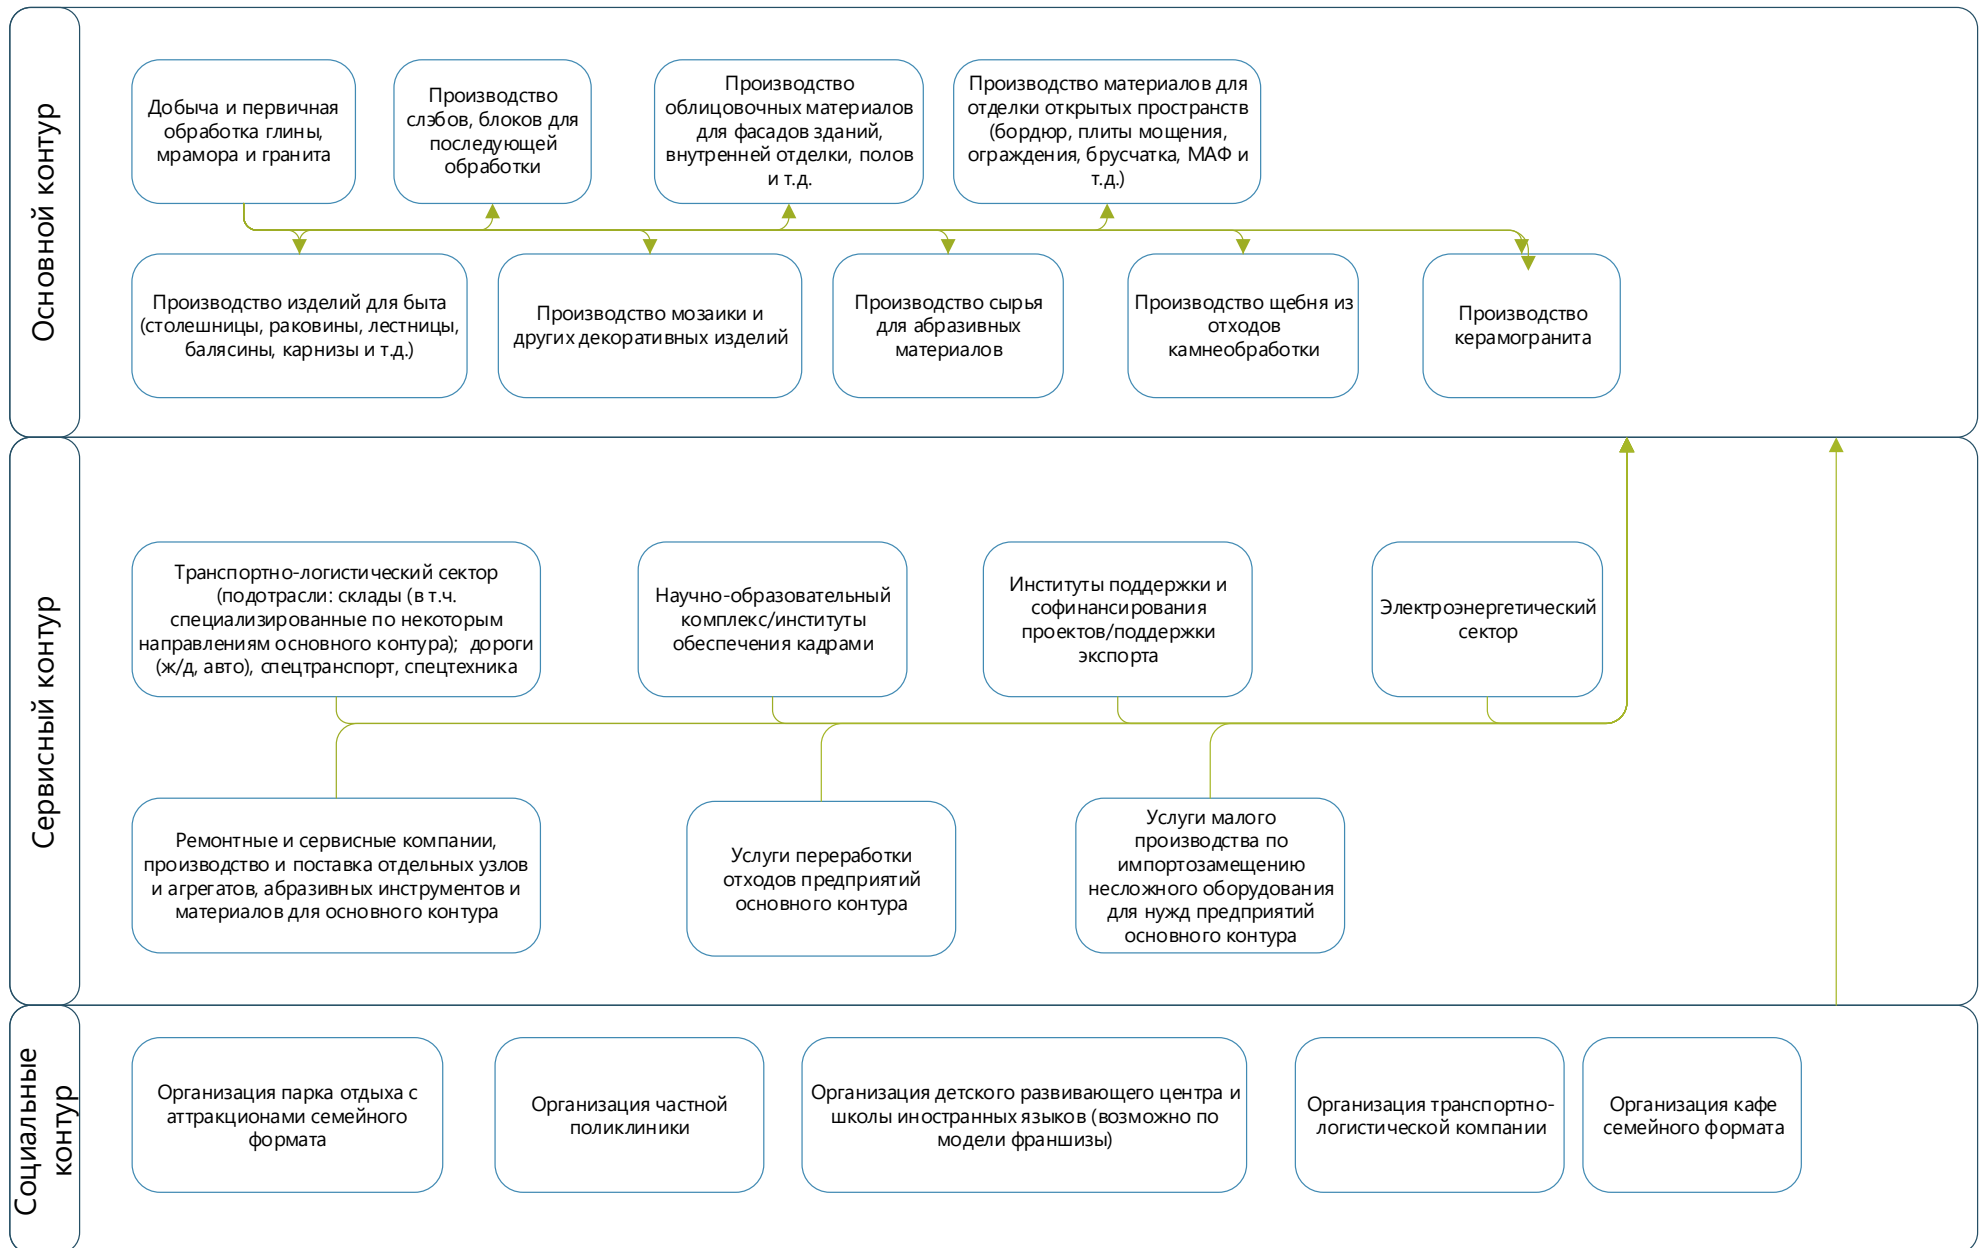 Основной контур
Добыча и первичная
обработка глины,
мрамора и гранита
Производство
слэбов, блоков для
последующей
обработки
Производство
облицовочных материалов
для фасадов зданий,
внутренней отделки, полов
и т.д.
Производство материалов для
отделки открытых пространств
(бордюр, плиты мощения,
ограждения, брусчатка, МАФ и
т.д.)
Производство изделий для быта
(столешницы, раковины, лестницы,
балясины, карнизы и т.д.)
Производство мозаики и
других декоративных изделий
Производство сырья
для абразивных
материалов
Производство щебня из
отходов
камнеобработки
Производство
керамогранита
Сервисный контур
Транспортно-логистический сектор
(подотрасли: склады (в т.ч.
специализированные по некоторым
направлениям основного контура); дороги
(ж/д, авто), спецтранспорт, спецтехника
Научно-образовательный
комплекс/институты
обеспечения кадрами
Институты поддержки и
софинансирования
проектов/поддержки
экспорта
Электроэнергетический
сектор
Ремонтные и сервисные компании,
производство и поставка отдельных узлов
и агрегатов, абразивных инструментов и
материалов для основного контура
Услуги переработки
отходов предприятий
основного контура
Услуги малого
производства по
импортозамещению
несложного оборудования
для нужд предприятий
основного контура
Социальные
контур
Организация парка отдыха с
аттракционами семейного
формата
Организация частной
поликлиники
Организация детского развивающего центра и
школы иностранных языков (возможно по
модели франшизы)
Организация транспортно-
логистической компании
Организация кафе
семейного формата